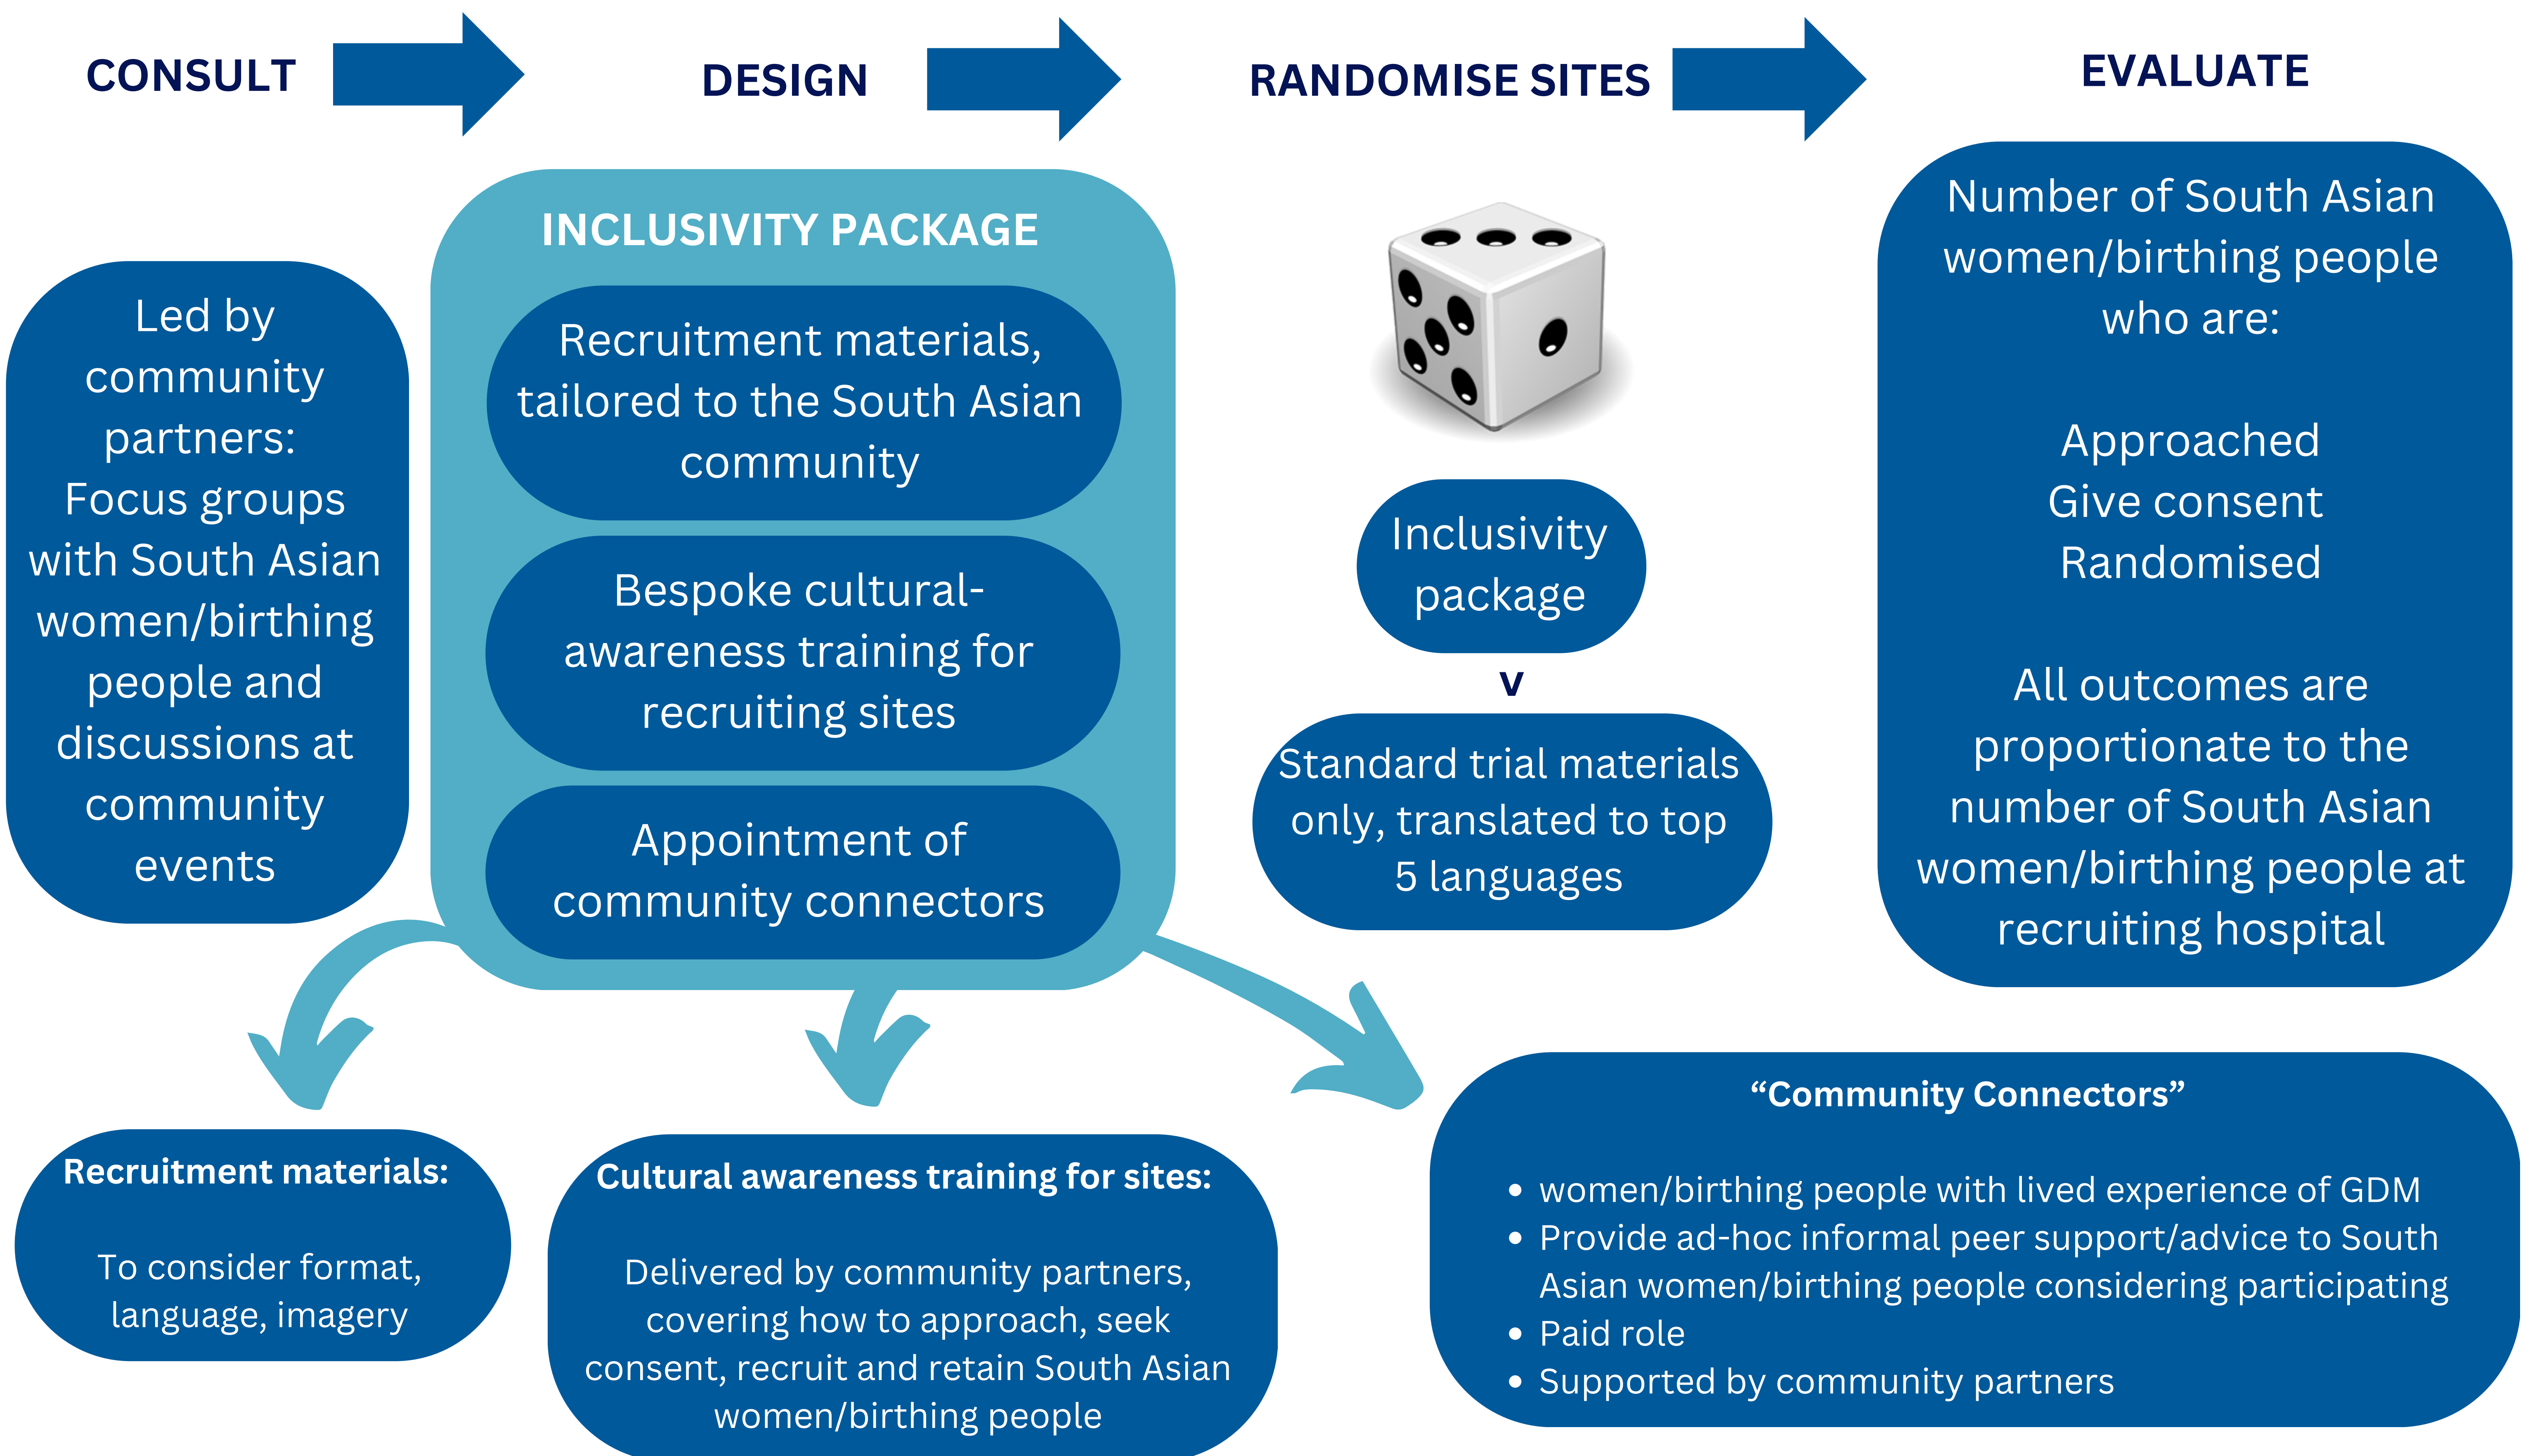 CONSULT
DESIGN
RANDOMISE SITES
EVALUATE
Led by
community
partners:
Focus groups
with South Asian
women/birthing
people and
discussions at
community
events
INCLUSIVITY PACKAGE
Recruitment materials,
tailored to the South Asian
community
Bespoke cultural-
awareness training for
recruiting sites
Appointment of
community connectors
Inclusivity
package
v
Standard trial materials
only, translated to top
5 languages
Number of South Asian
women/birthing people
who are:
Approached
Give consent
Randomised
All outcomes are
proportionate to the
number of South Asian
women/birthing people at
recruiting hospital
Recruitment materials:
To consider format,
language, imagery
Cultural awareness training for sites:
Delivered by community partners,
covering how to approach, seek
consent, recruit and retain South Asian
women/birthing people
“Community Connectors”
• women/birthing people with lived experience of GDM
• Provide ad-hoc informal peer support/advice to South
Asian women/birthing people considering participating
• Paid role
• Supported by community partners